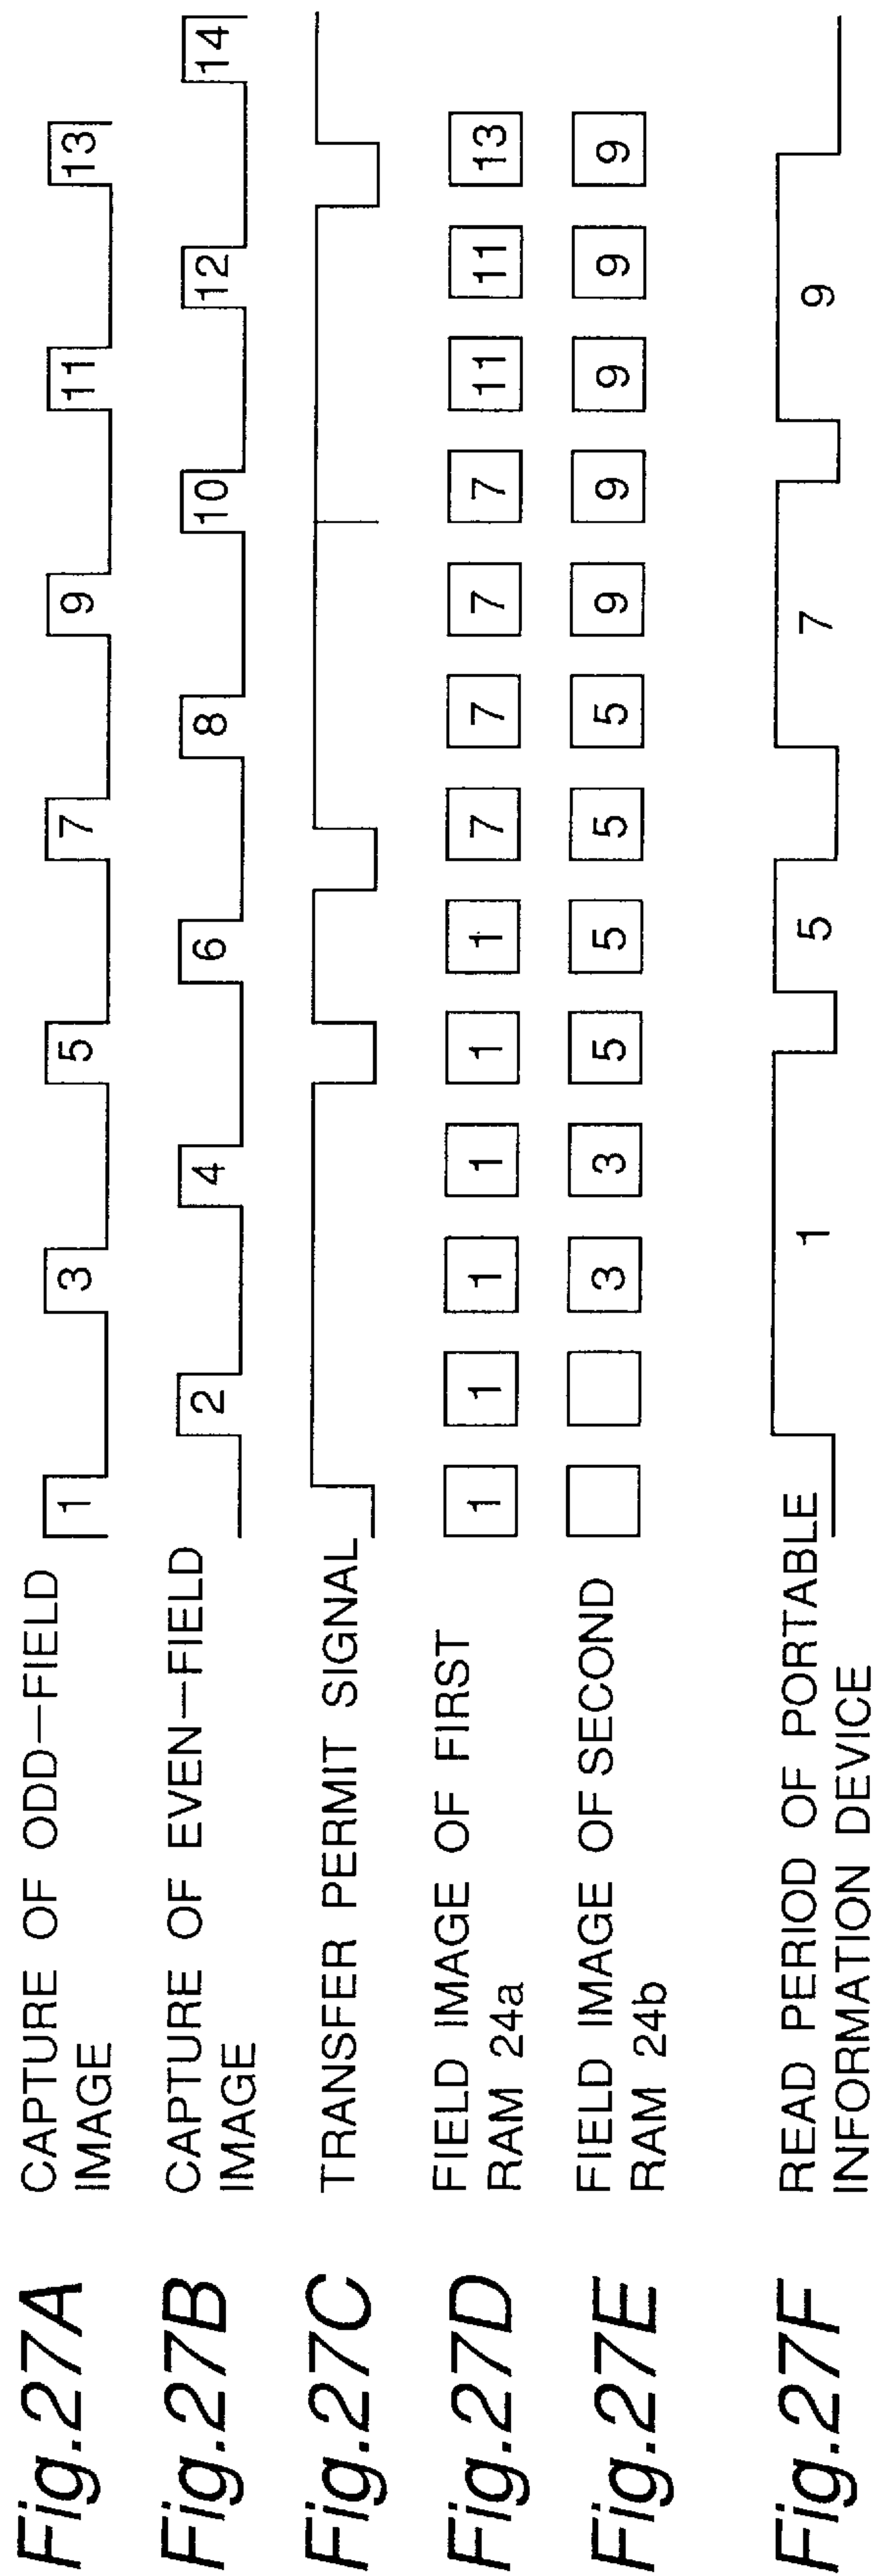 Fig.27A CAPTURE OF ODD-FIELD
IMAGE
1 3 5 7 9 11 13
Fig.27B CAPTURE OF EVEN-FIELD
IMAGE
2 4 6 8 10 12 14
Fig.27C TRANSFER PERMIT SIGNAL
Fig.27D FIELD IMAGE OF FIRST
RAM 24a
1 1 1 1 1 1 7 7 7 7 11 11 13
Fig.27E FIELD IMAGE OF SECOND
RAM 24b
3 3 5 5 5 5 9 9 9 9 9
Fig.27F READ PERIOD OF PORTABLE
INFORMATION DEVICE
1 5 7 9